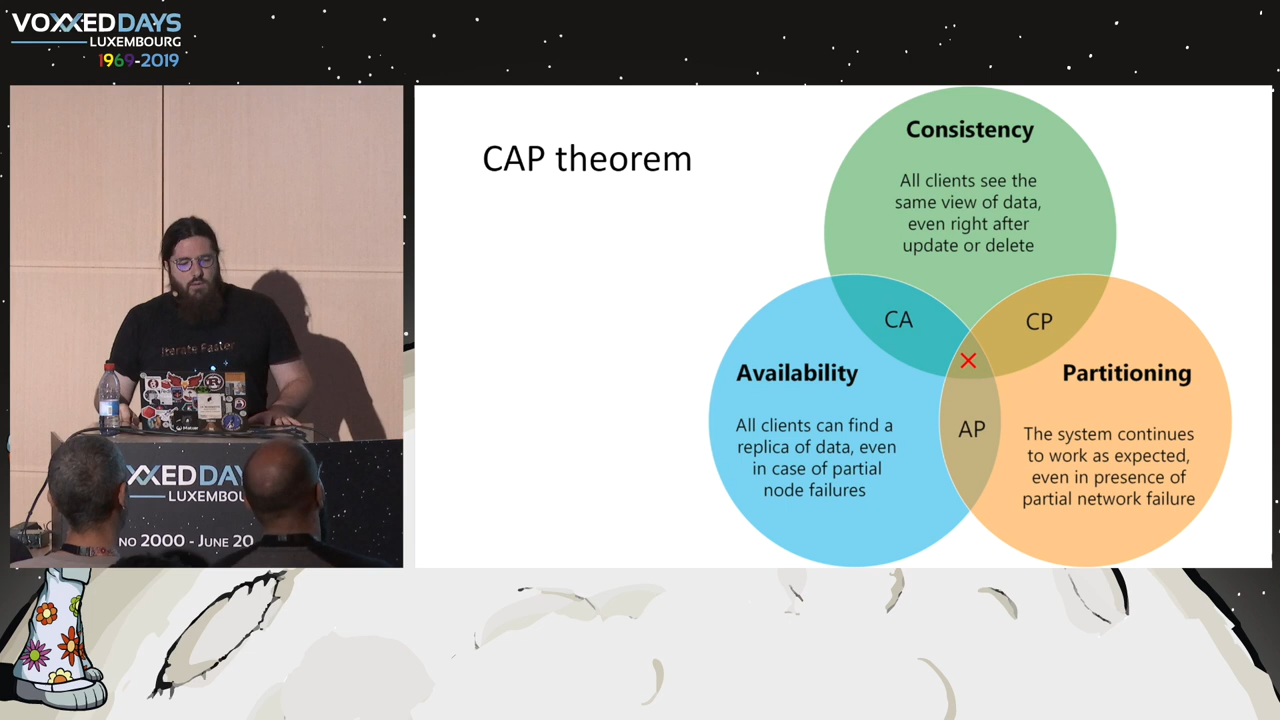 VOXXED DAYS
LUXEMBOURG
1969-2019
CAP theorem
Consistency
All clients see the
same view of data,
even right after
update or delete
CA
CP
Availability
All clients can find a
replica of data, even
in case of partial
node failures
AP
Partitioning
The system continues
to work as expected,
even in presence of
partial network failure
Iterate Faster
XXED DAY
LUXEMBOU
NO 2000 - JUNE 20